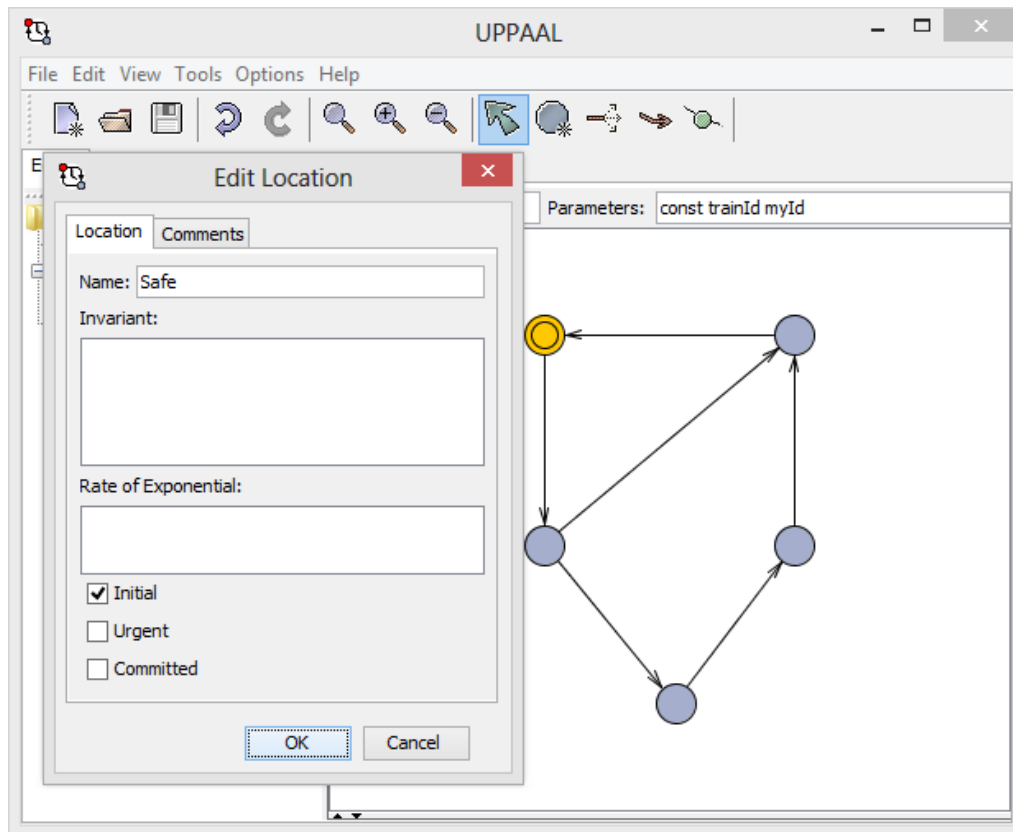 UPPAAL
File Edit View Tools Options Help
E
Edit Location
Parameters: const trainId myId
Location Comments
Name: Safe
Invariant:
Rate of Exponential:
Initial
Urgent
Committed
OK Cancel